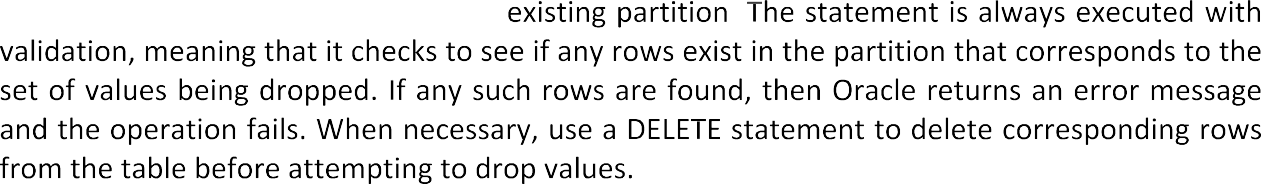 existing partition The statement is always executed with
validation, meaning that it checks to see if any rows exist in the partition that corresponds to the
set of values being dropped. If any such rows are found, then Oracle returns an error message
and the operation fails. When necessary, use a DELETE statement to delete corresponding rows
from the table before attempting to drop values.